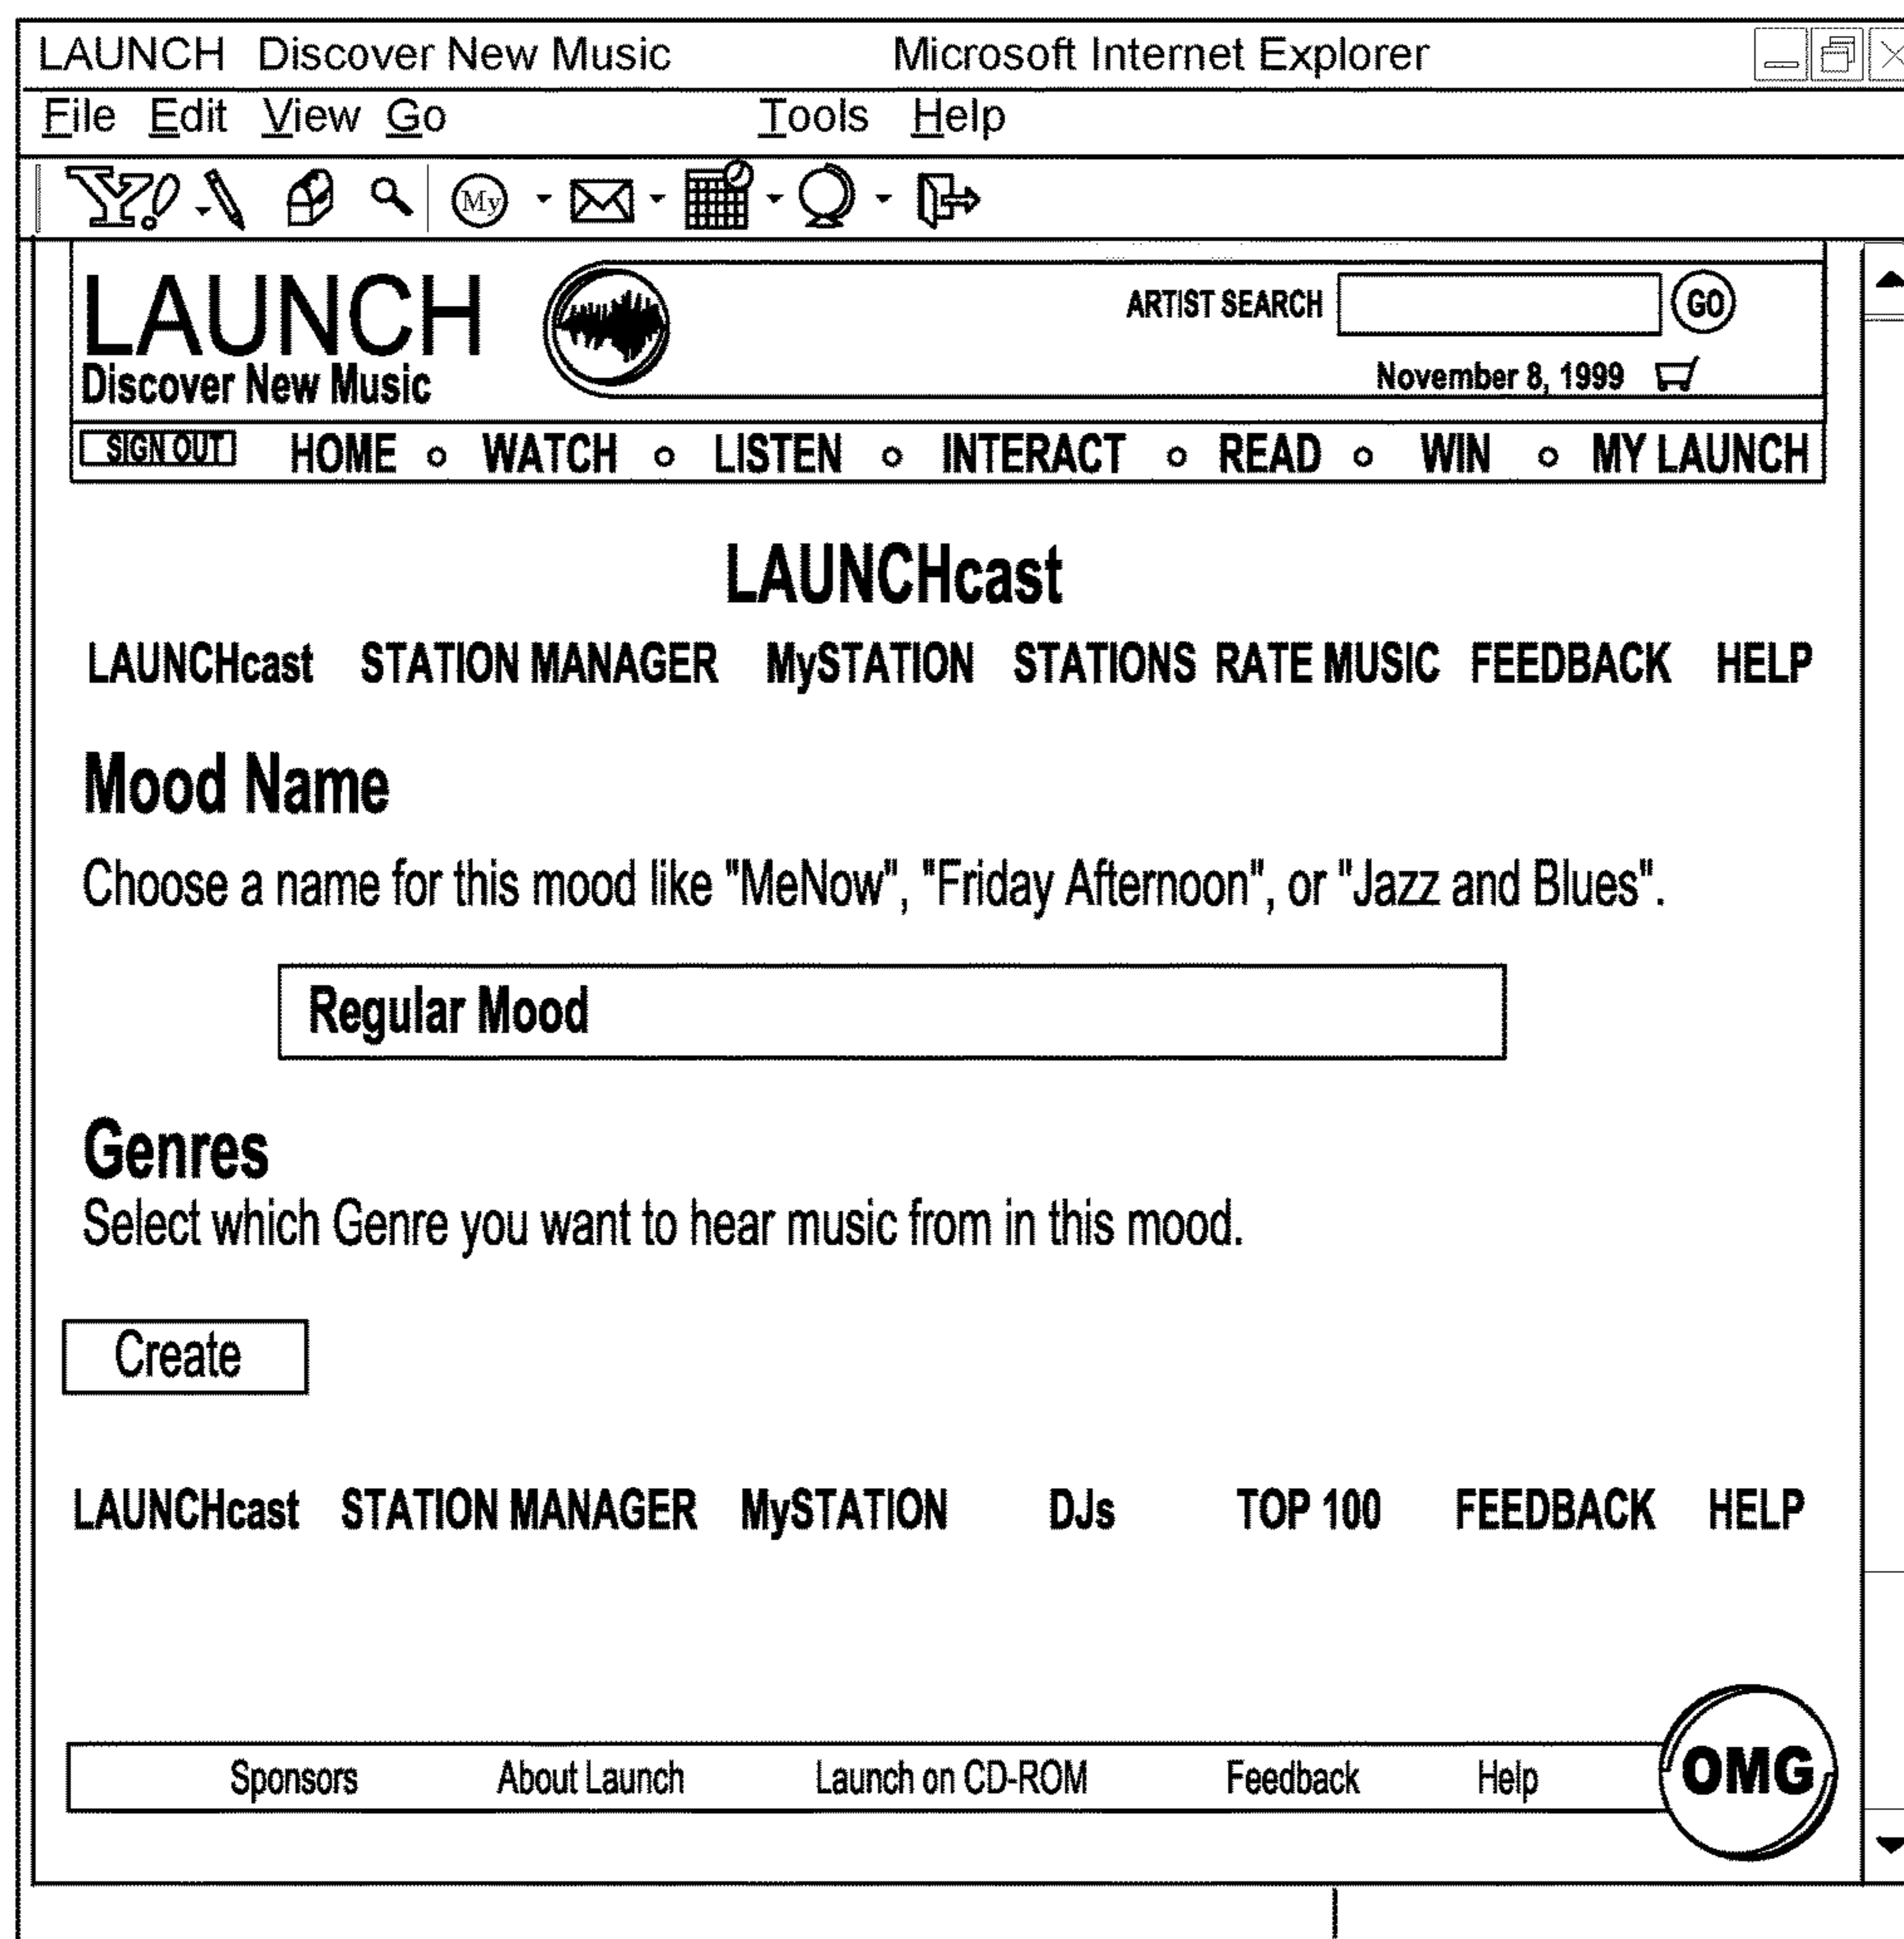 LAUNCH Discover New Music Microsoft Internet Explorer
File Edit View Go Tools Help
Y! My
LAUNCH
Discover New Music
ARTIST SEARCH GO
November 8, 1999
SIGN OUT HOME o WATCH o LISTEN o INTERACT o READ o WIN o MY LAUNCH
LAUNCHcast
LAUNCHcast STATION MANAGER MySTATION STATIONS RATE MUSIC FEEDBACK HELP
Mood Name
Choose a name for this mood like "MeNow", "Friday Afternoon", or "Jazz and Blues".
Regular Mood
Genres
Select which Genre you want to hear music from in this mood.
Create
LAUNCHcast STATION MANAGER MySTATION DJs TOP 100 FEEDBACK HELP
Sponsors About Launch Launch on CD-ROM Feedback Help OMG